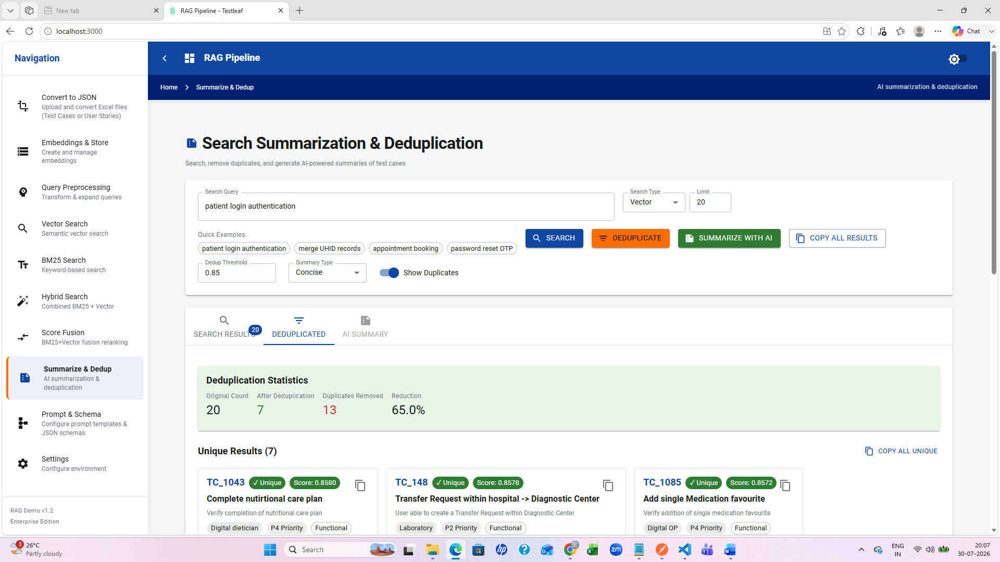 New tab
RAG Pipeline - Testleaf
localhost:3000
Chat
Navigation
RAG Pipeline
Home
Summarize & Dedup
AI summarization & deduplication
Convert to JSON
Upload and convert Excel files
(Test Cases or User Stories)
Embeddings & Store
Create and manage
embeddings
Query Preprocessing
Transform & expand queries
Vector Search
Semantic vector search
BM25 Search
Keyword-based search
Hybrid Search
Combined BM25 + Vector
Score Fusion
BM25+Vector fusion reranking
Summarize & Dedup
AI summarization &
deduplication
Prompt & Schema
Configure prompt templates &
JSON schemas
Settings
Configure environment
RAG Demo v1.2
Enterprise Edition
Search Summarization & Deduplication
Search, remove duplicates, and generate AI-powered summaries of test cases
Search Query
patient login authentication
Search Type
Vector
Limit
20
Quick Examples:
patient login authentication
merge UHID records
appointment booking
password reset OTP
SEARCH
DEDUPLICATE
SUMMARIZE WITH AI
COPY ALL RESULTS
Dedup Threshold
0.85
Summary Type
Concise
Show Duplicates
SEARCH RESULTS
20
DEDUPLICATED
AI SUMMARY
Deduplication Statistics
Original Count
20
After Deduplication
7
Duplicates Removed
13
Reduction
65.0%
Unique Results (7)
COPY ALL UNIQUE
TC_1043 ✓ Unique Score: 0.8580
Complete nutirtional care plan
Verify completion of nutritional care plan
Digital dietician P4 Priority Functional
TC_148 ✓ Unique Score: 0.8578
Transfer Request within hospital -> Diagnostic Center
User able to create a Transfer Request within Diagnostic Center
Laboratory P2 Priority Functional
TC_1085 ✓ Unique Score: 0.8572
Add single Medication favourite
Verify addition of single medication favourite
Digital OP P4 Priority Functional
3
26°C
Partly cloudy
Search
hp
zm
ENG
IN
20:07
30-07-2026